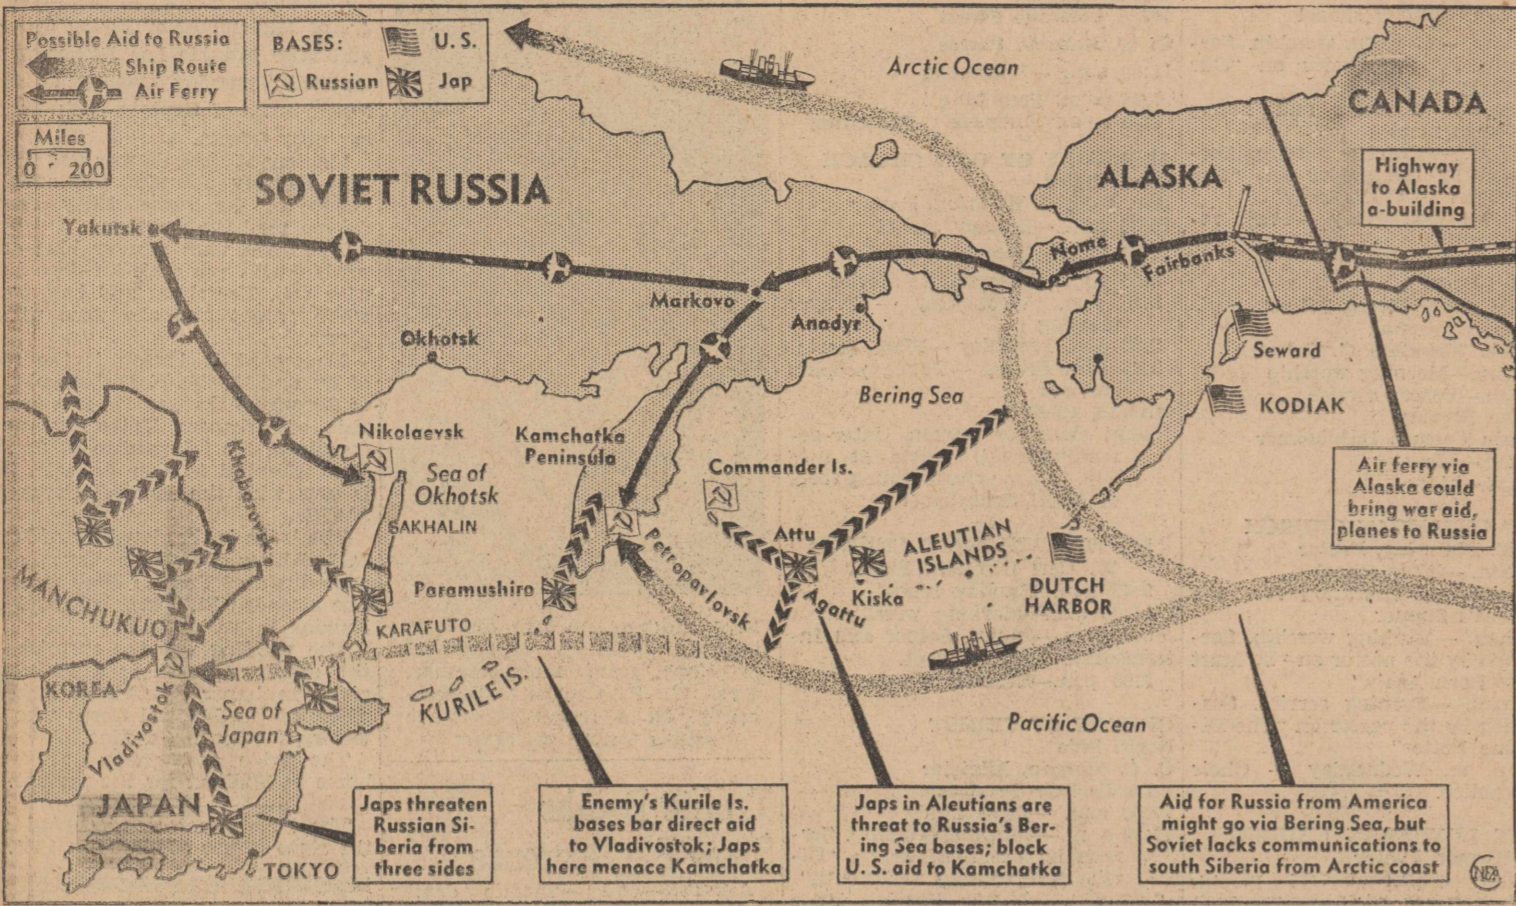 Possible Aid to Russia
Ship Route
Air Ferry
BASES:
U. S.
Russian
Jap
Miles
0 200
Arctic Ocean
CANADA
SOVIET RUSSIA
ALASKA
Highway
to Alaska
a-building
Yakutsk
Nome
Fairbanks
Markovo
Anadyr
Okhotsk
Seward
Bering Sea
KODIAK
Nikolaevsk
Kamchatka
Peninsula
Khabarovsk
Sea of
Okhotsk
Commander Is.
Air ferry via
Alaska could
bring war aid,
planes to Russia
SAKHALIN
Attu
ALEUTIAN
ISLANDS
Petropavlovsk
MANCHUKUO
Paramushiro
Kiska
Agattu
DUTCH
HARBOR
KARAFUTO
KOREA
Vladivostok
Sea of
Japan
KURILE IS.
Pacific Ocean
JAPAN
TOKYO
Japs threaten
Russian Si-
beria from
three sides
Enemy's Kurile Is.
bases bar direct aid
to Vladivostok; Japs
here menace Kamchatka
Japs in Aleutians are
threat to Russia's Ber-
ing Sea bases; block
U. S. aid to Kamchatka
Aid for Russia from America
might go via Bering Sea, but
Soviet lacks communications to
south Siberia from Arctic coast
NEA